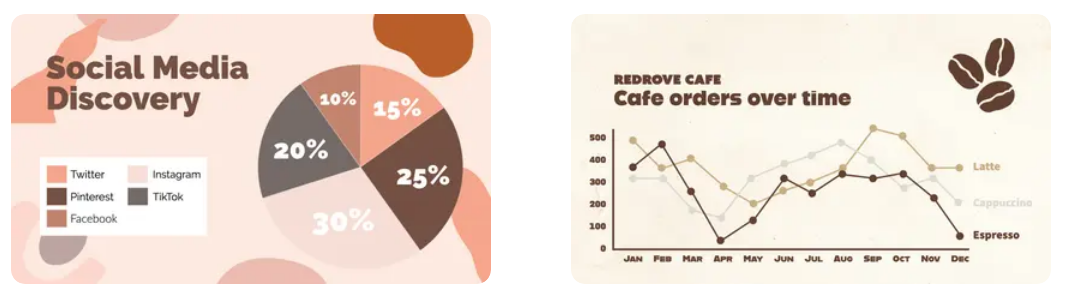 Social Media
Discovery
10%
15%
20%
25%
30%
Twitter
Instagram
Pinterest
TikTok
Facebook
REDROVE CAFE
Cafe orders over time
500
400
300
200
100
0
Latte
Cappuccino
Espresso
JAN FEB MAR APR MAY JUN JUL AUG SEP OCT NOV DEC